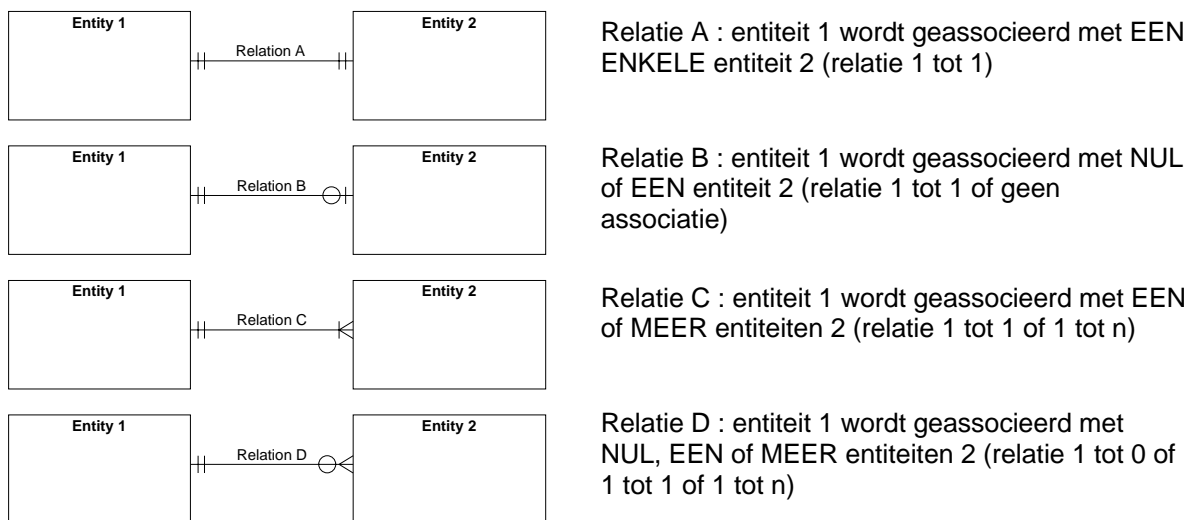 Entity 1
Relation A
Entity 2
Relatie A : entiteit 1 wordt geassocieerd met EEN
ENKELE entiteit 2 (relatie 1 tot 1)
Entity 1
Relation B
Entity 2
Relatie B : entiteit 1 wordt geassocieerd met NUL
of EEN entiteit 2 (relatie 1 tot 1 of geen
associatie)
Entity 1
Relation C
Entity 2
Relatie C : entiteit 1 wordt geassocieerd met EEN
of MEER entiteiten 2 (relatie 1 tot 1 of 1 tot n)
Entity 1
Relation D
Entity 2
Relatie D : entiteit 1 wordt geassocieerd met
NUL, EEN of MEER entiteiten 2 (relatie 1 tot 0 of
1 tot 1 of 1 tot n)